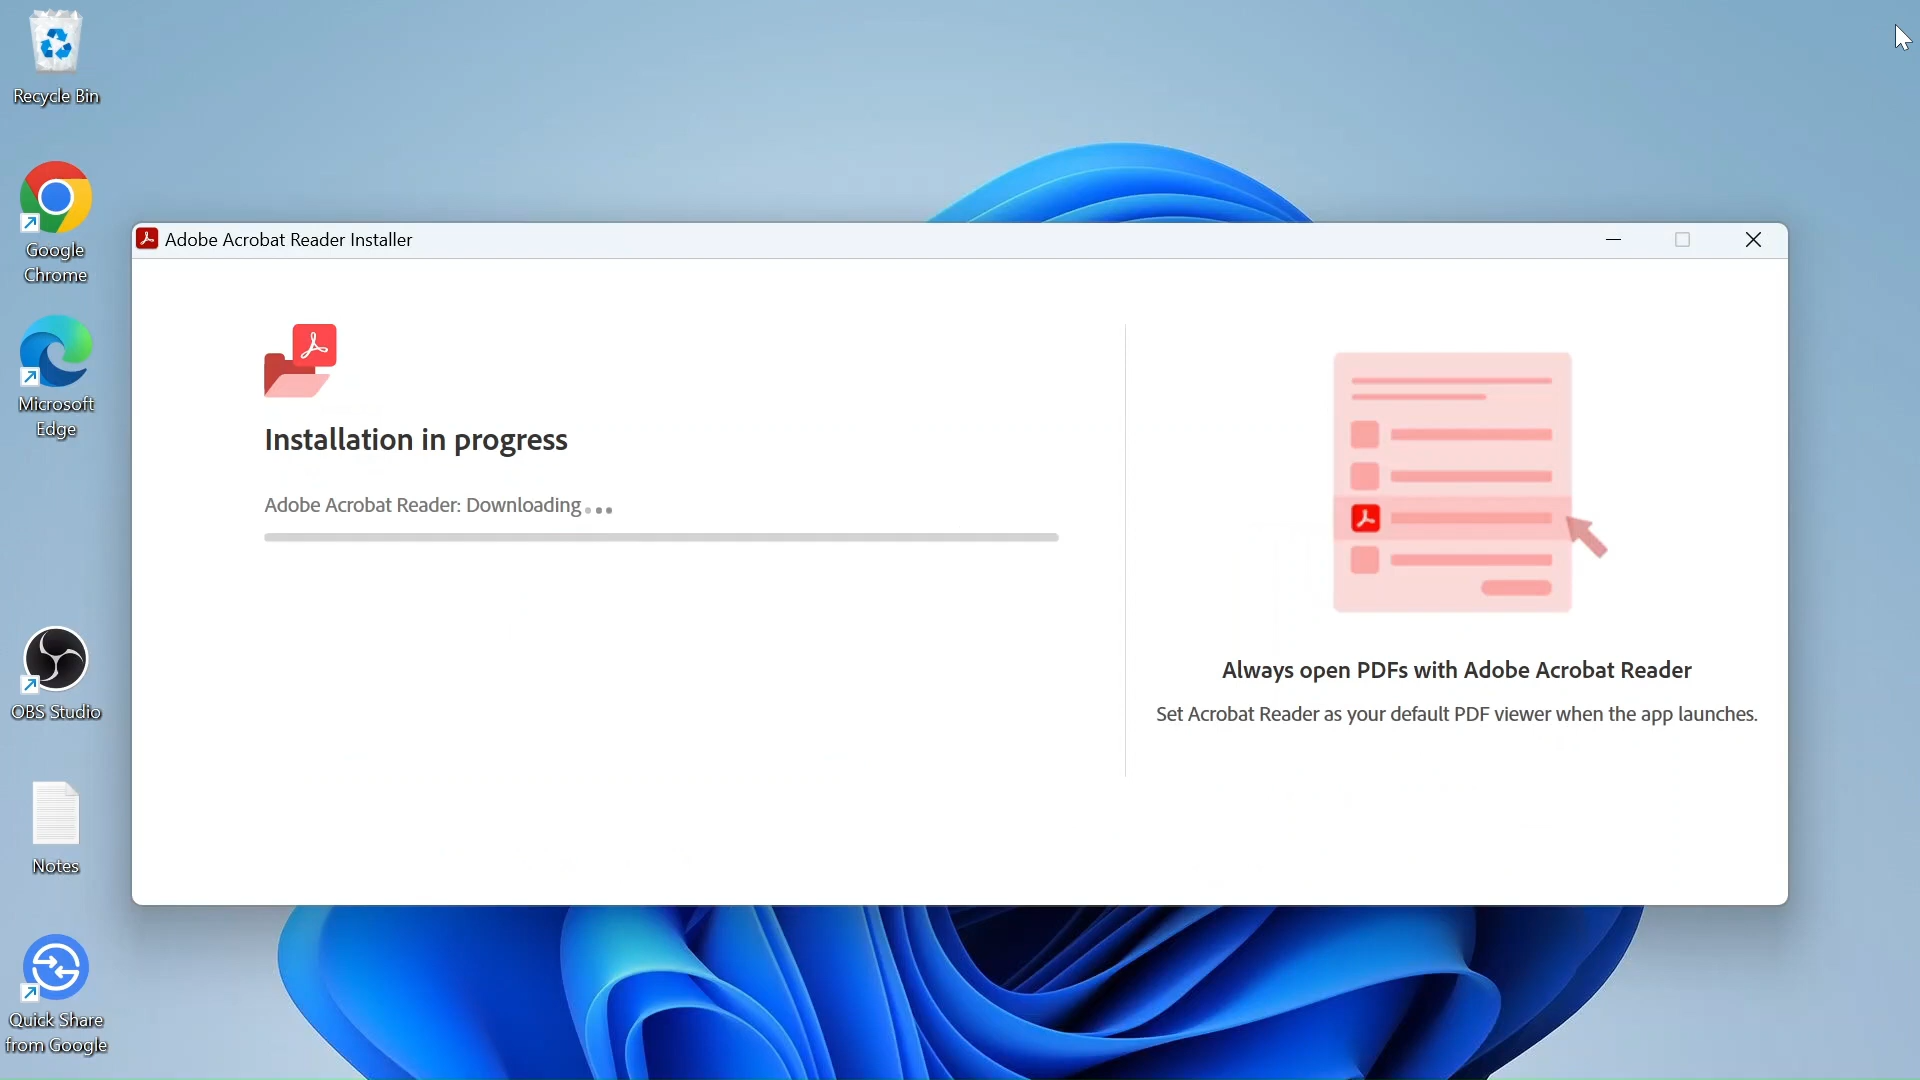 Recycle Bin
Google
Chrome
Microsoft
Edge
OBS Studio
Notes
Quick Share
from Google
Adobe Acrobat Reader Installer
Installation in progress
Adobe Acrobat Reader: Downloading...
Always open PDFs with Adobe Acrobat Reader
Set Acrobat Reader as your default PDF viewer when the app launches.